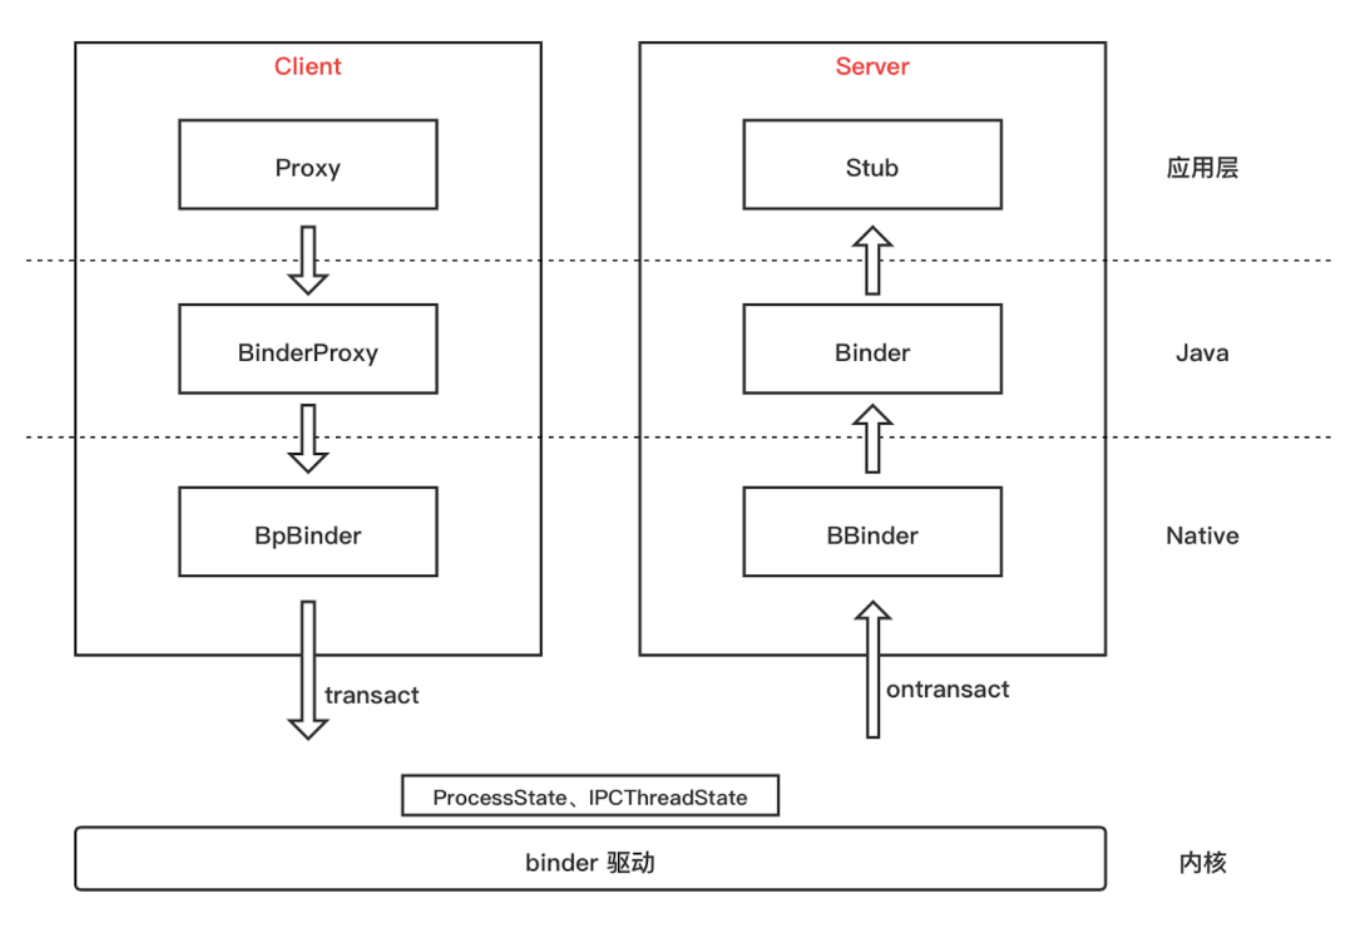 Client
Server
Proxy
Stub
应用层
BinderProxy
Binder
Java
BpBinder
BBinder
Native
transact
ontransact
ProcessState、IPCThreadState
binder 驱动
内核